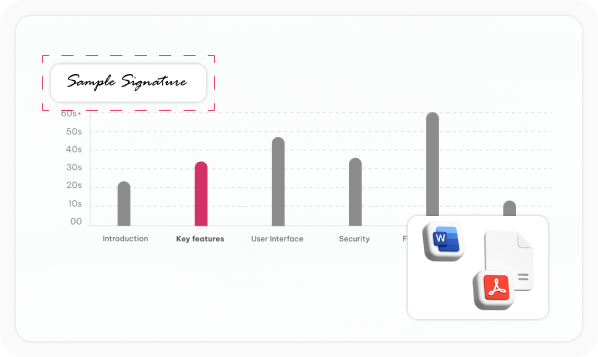 Sample Signature
60s+
50s
40s
30s
20s
10s
00
Introduction Key features User Interface Security
W